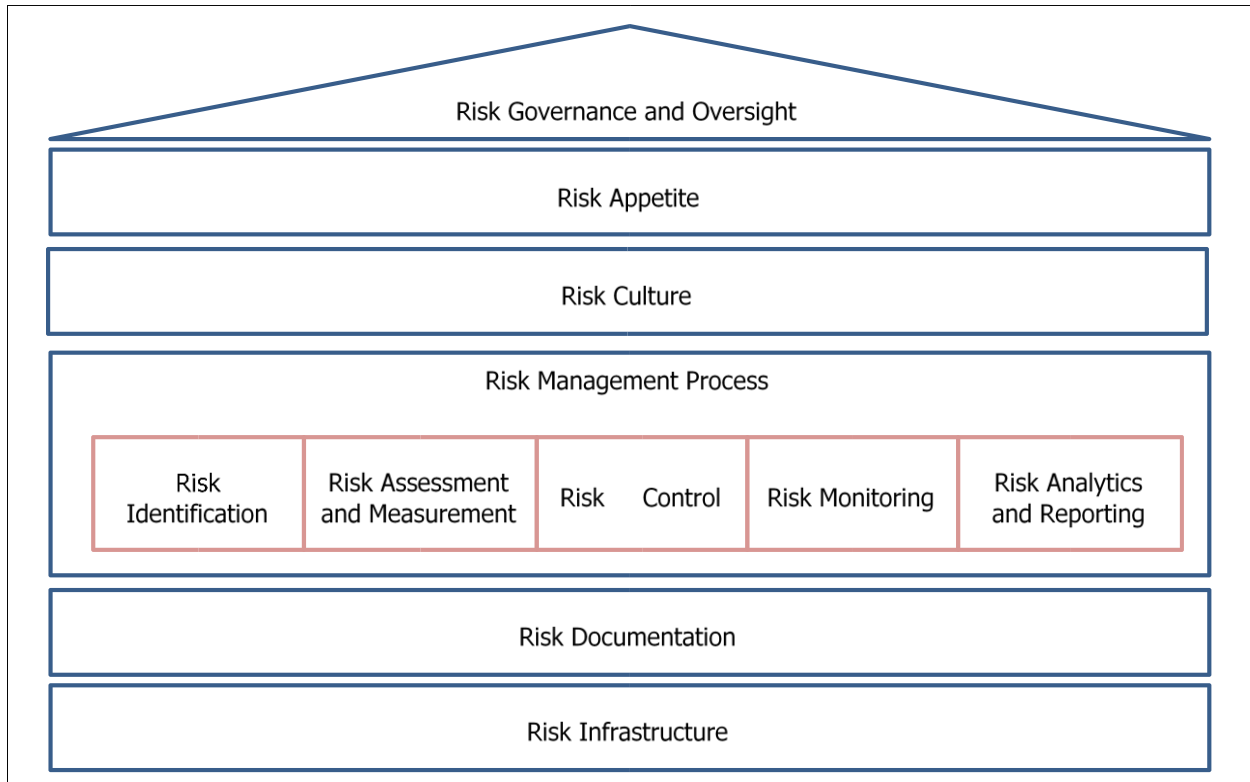 Risk Governance and Oversight
Risk Appetite
Risk Culture
Risk Management Process
Risk
Identification
Risk Assessment
and Measurement
Risk Control
Risk Monitoring
Risk Analytics
and Reporting
Risk Documentation
Risk Infrastructure